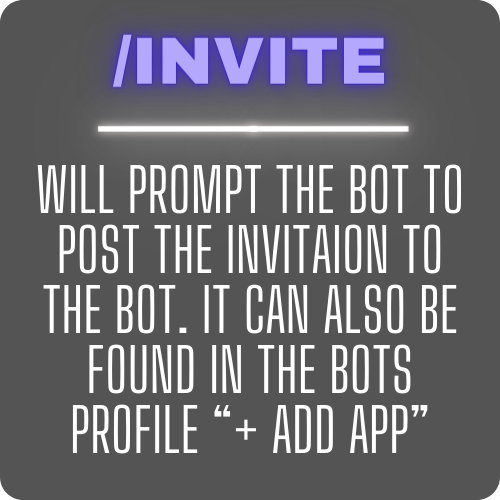 /INVITE
WILL PROMPT THE BOT TO
POST THE INVITAION TO
THE BOT. IT CAN ALSO BE
FOUND IN THE BOTS
PROFILE “+ ADD APP”